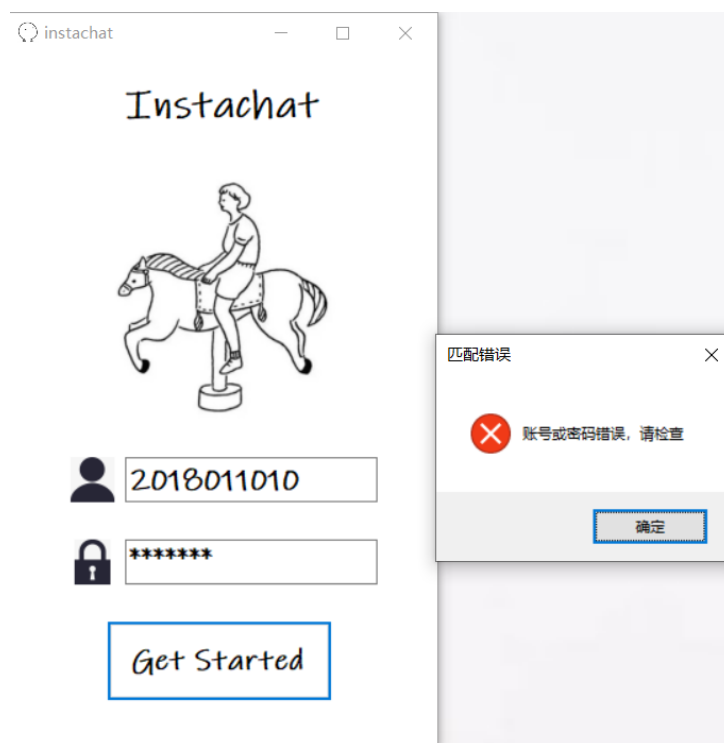 instachat
Instachat
匹配错误
账号或密码错误，请检查
2018011010
确定
*******
Get Started